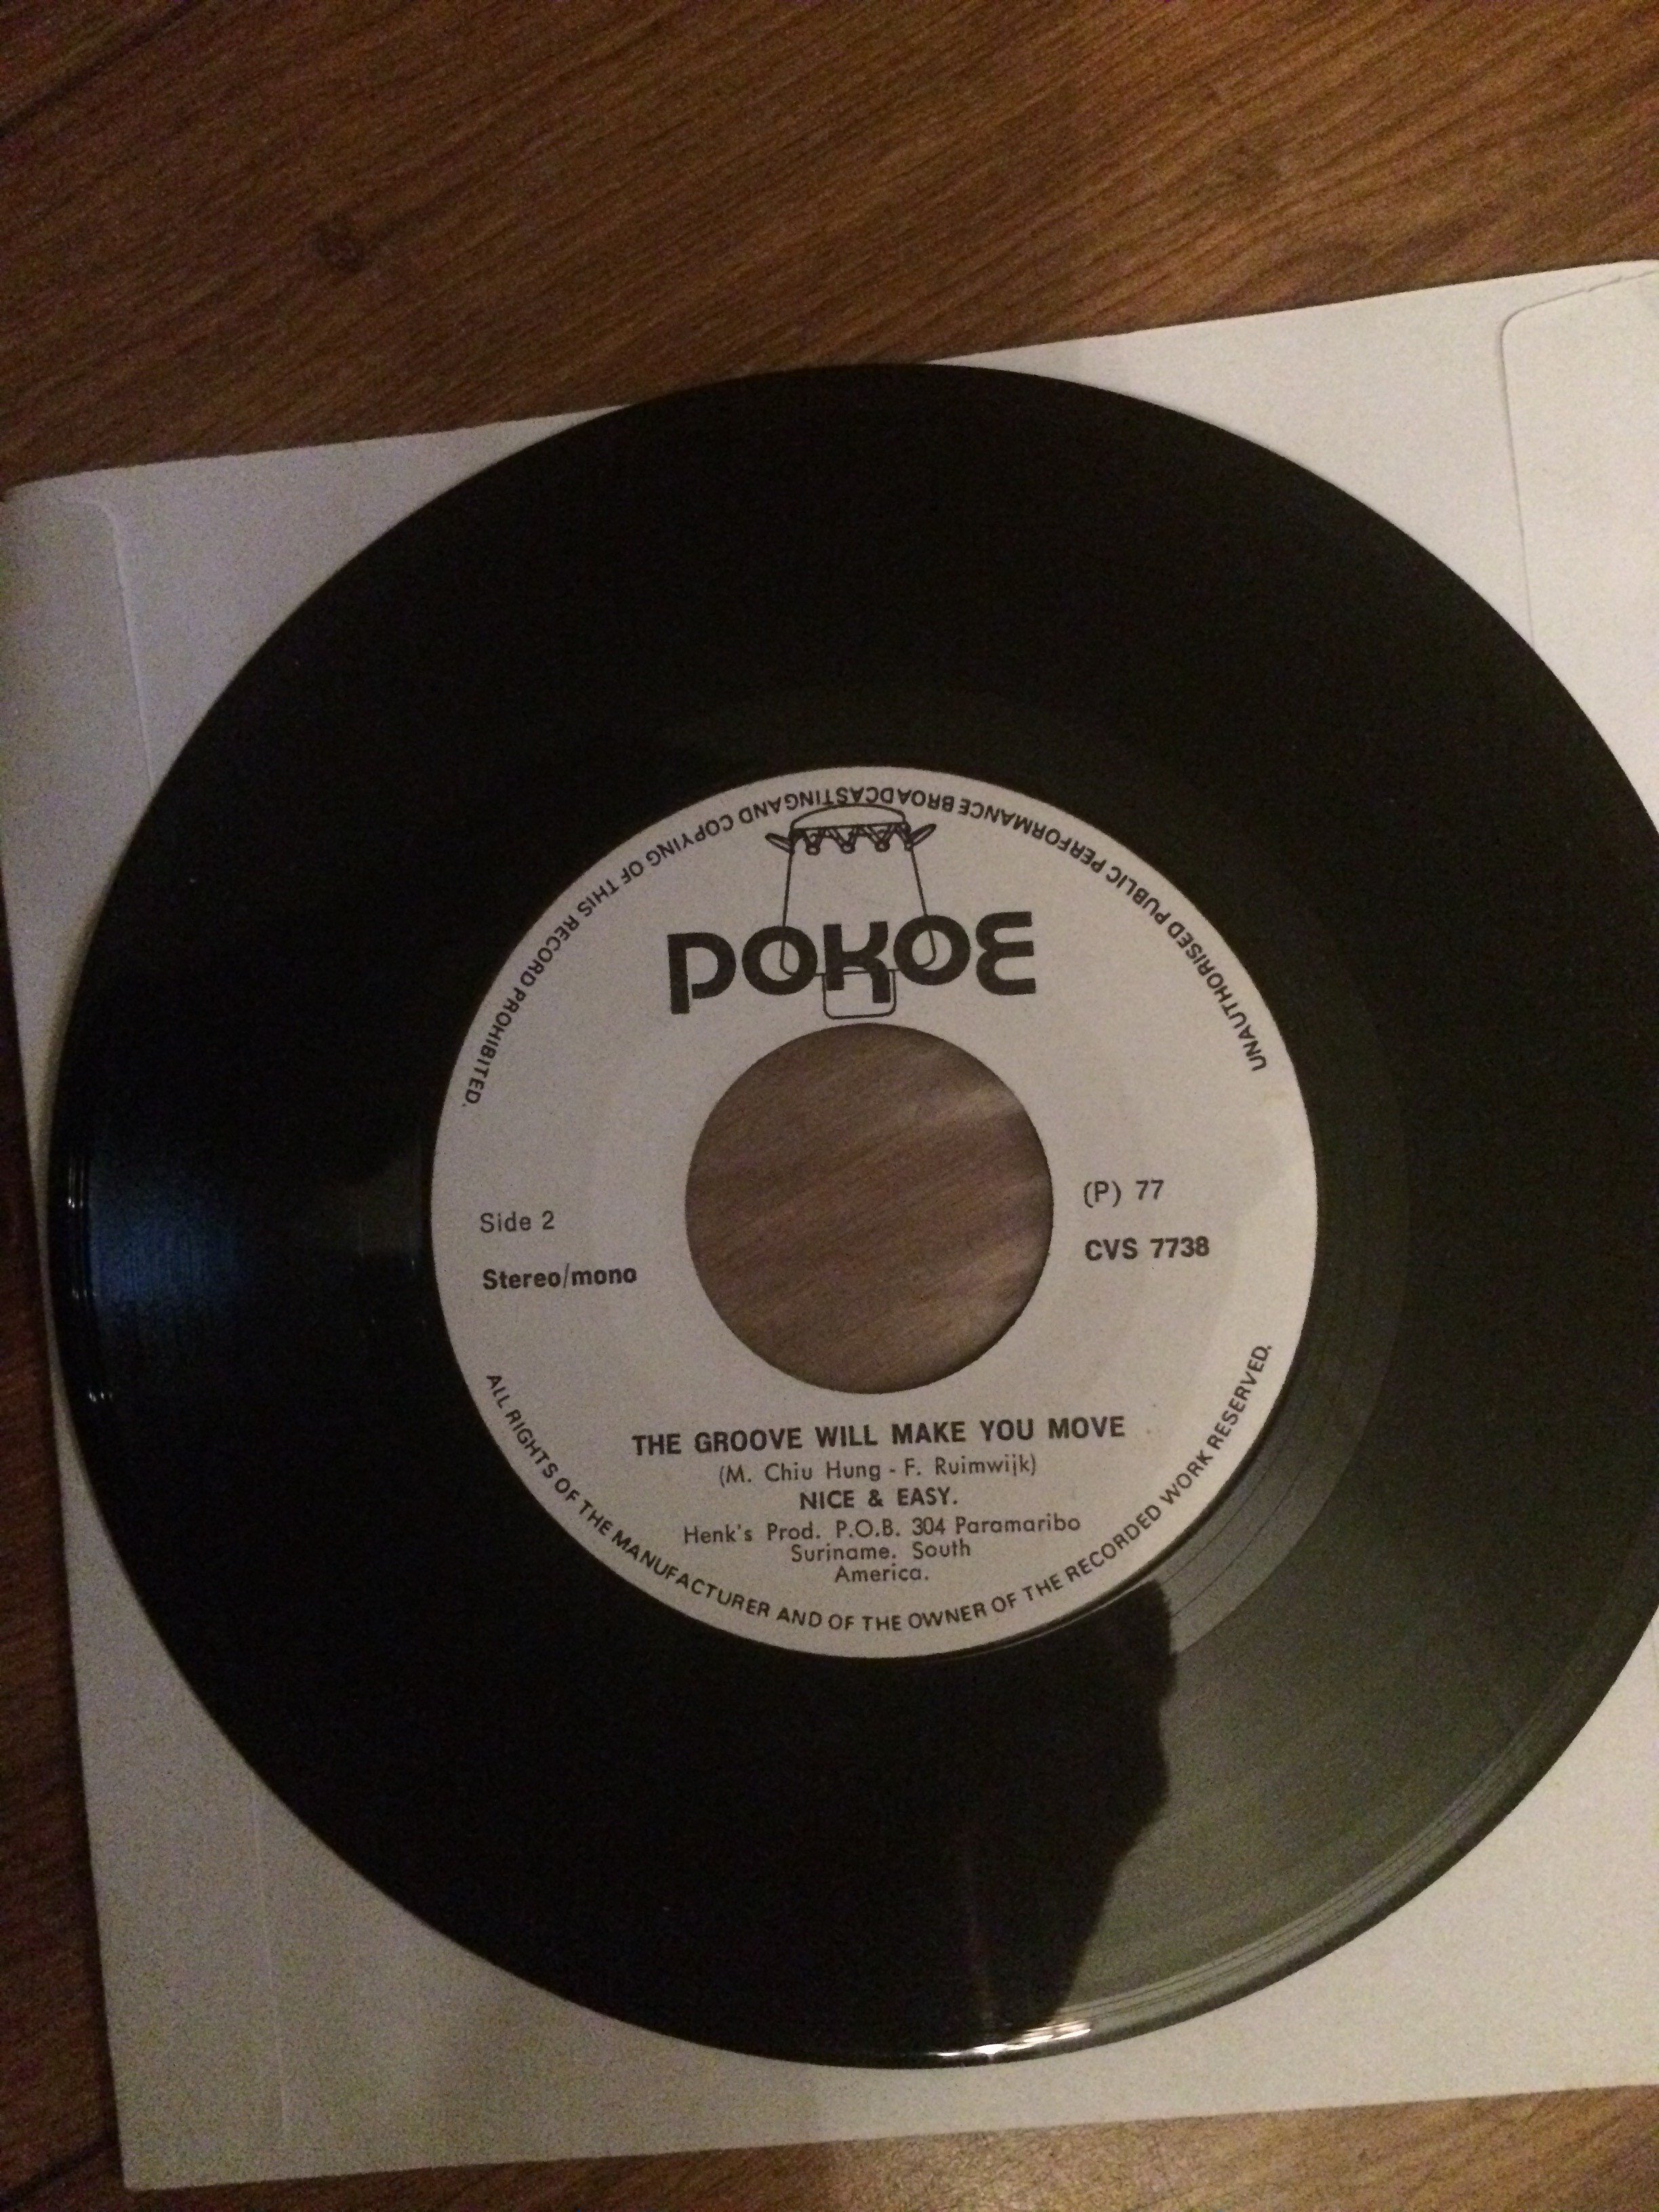 UNAUTHORISED PUBLIC PERFORMANCE BROADCASTING AND COPYING OF THIS RECORD PROHIBITED.
POKOE
Side 2
Stereo/mono
(P) 77
CVS 7738
THE GROOVE WILL MAKE YOU MOVE
(M. Chiu Hung - F. Ruimwijk)
NICE & EASY.
Henk's Prod. P.O.B. 304 Paramaribo
Suriname. South
America.
ALL RIGHTS OF THE MANUFACTURER AND OF THE OWNER OF THE RECORDED WORK RESERVED.